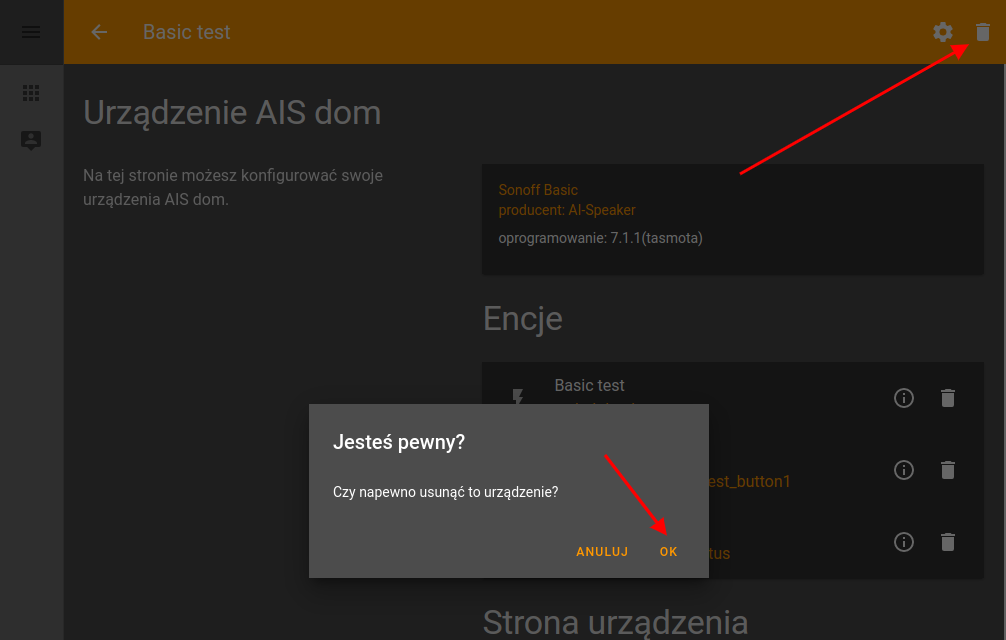 Basic test
Urządzenie AIS dom
Na tej stronie możesz konfigurować swoje
urządzenia AIS dom.
Sonoff Basic
producent: AI-Speaker
oprogramowanie: 7.1.1(tasmota)
Encje
Basic test
est_button1
tus
Jesteś pewny?
Czy napewno usunąć to urządzenie?
ANULUJ OK
Strona urządzenia